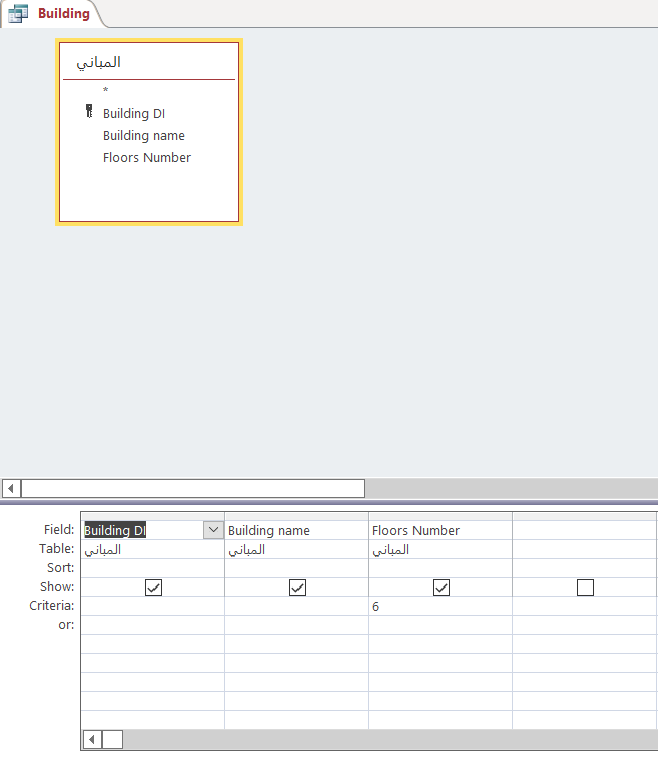 Building
المباني
*
Building DI
Building name
Floors Number
Field: Building DI Building name Floors Number
Table: المباني المباني المباني
Sort:
Show:
Criteria: 6
or: